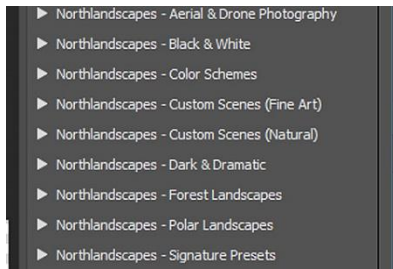 Northlandscapes - Aerial & Drone Photography
Northlandscapes - Black & White
Northlandscapes - Color Schemes
Northlandscapes - Custom Scenes (Fine Art)
Northlandscapes - Custom Scenes (Natural)
Northlandscapes - Dark & Dramatic
Northlandscapes - Forest Landscapes
Northlandscapes - Polar Landscapes
Northlandscapes - Signature Presets